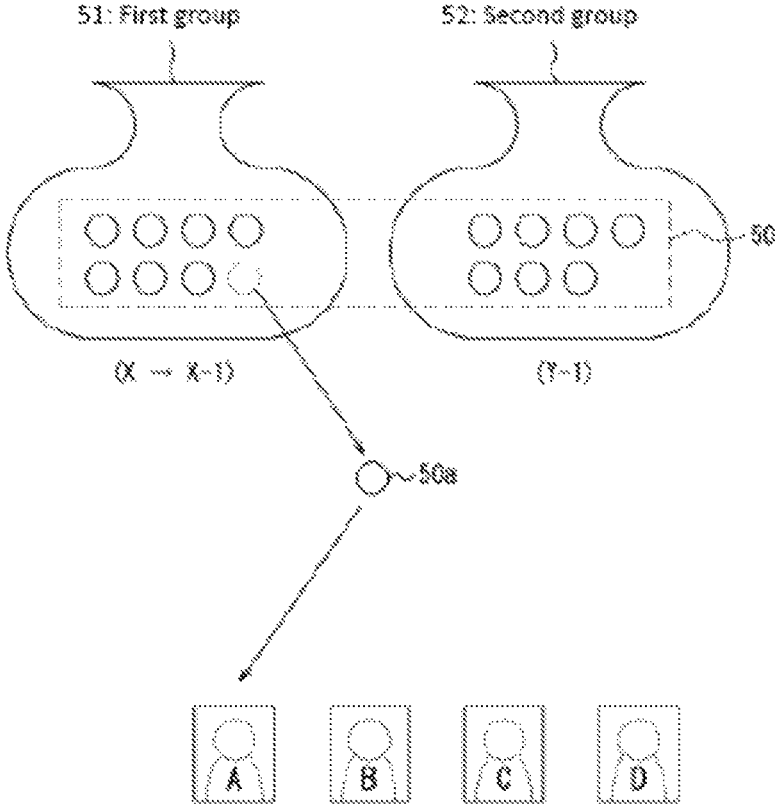 51: First group
52: Second group
50
(X → X-1)
(Y-1)
50a
A
B
C
D